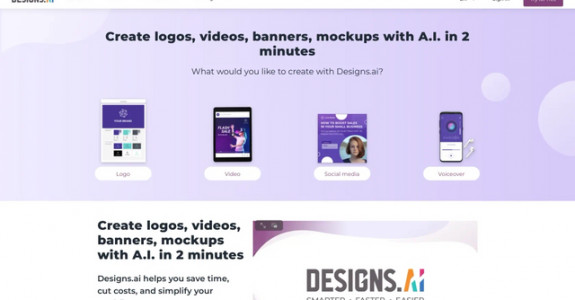 DESIGNS.AI
Create logos, videos, banners, mockups with A.I. in 2
minutes
What would you like to create with Designs.ai?
YOUR BRAND
FLASH
SALE
HOW TO BOOST SALES
IN YOUR SMALL BUSINESS
Logo
Video
Social media
Voiceover
Create logos, videos,
banners, mockups
with A.I. in 2 minutes
Designs.ai helps you save time,
cut costs, and simplify your
DESIGNS.Ai
SMARTER • FASTER • EASIER